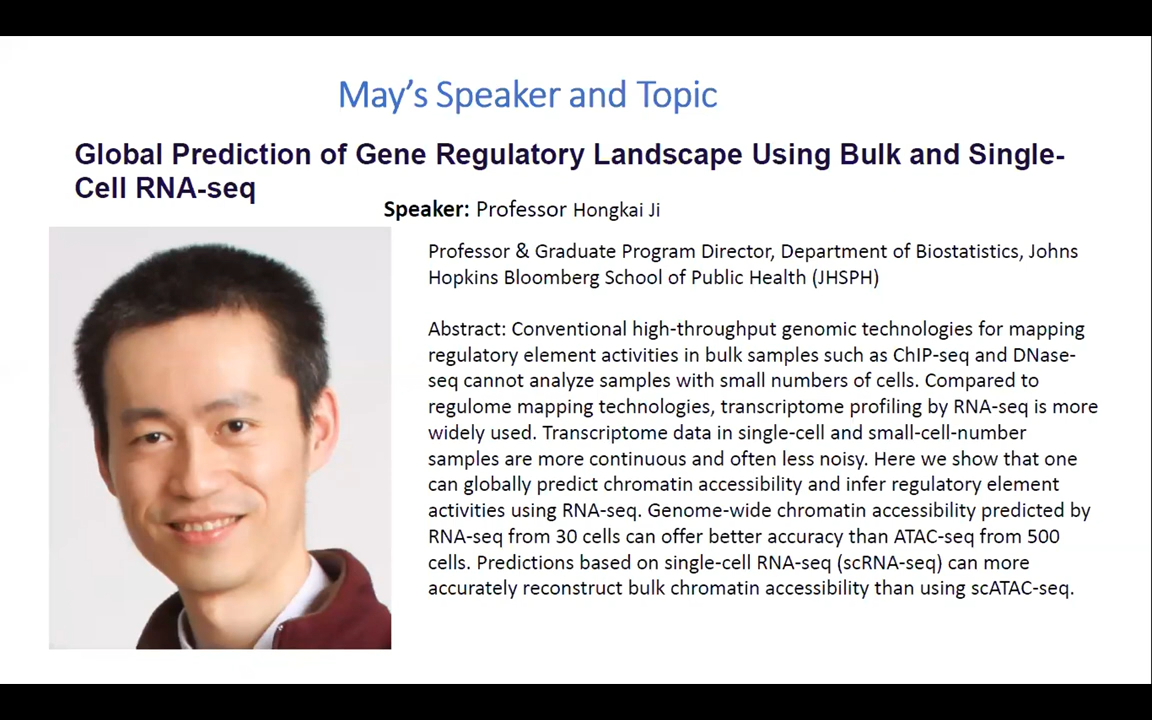 May's Speaker and Topic
Global Prediction of Gene Regulatory Landscape Using Bulk and Single-
Cell RNA-seq
Speaker: Professor Hongkai Ji
Professor & Graduate Program Director, Department of Biostatistics, Johns
Hopkins Bloomberg School of Public Health (JHSPH)
Abstract: Conventional high-throughput genomic technologies for mapping
regulatory element activities in bulk samples such as ChIP-seq and DNase-
seq cannot analyze samples with small numbers of cells. Compared to
regulome mapping technologies, transcriptome profiling by RNA-seq is more
widely used. Transcriptome data in single-cell and small-cell-number
samples are more continuous and often less noisy. Here we show that one
can globally predict chromatin accessibility and infer regulatory element
activities using RNA-seq. Genome-wide chromatin accessibility predicted by
RNA-seq from 30 cells can offer better accuracy than ATAC-seq from 500
cells. Predictions based on single-cell RNA-seq (scRNA-seq) can more
accurately reconstruct bulk chromatin accessibility than using scATAC-seq.